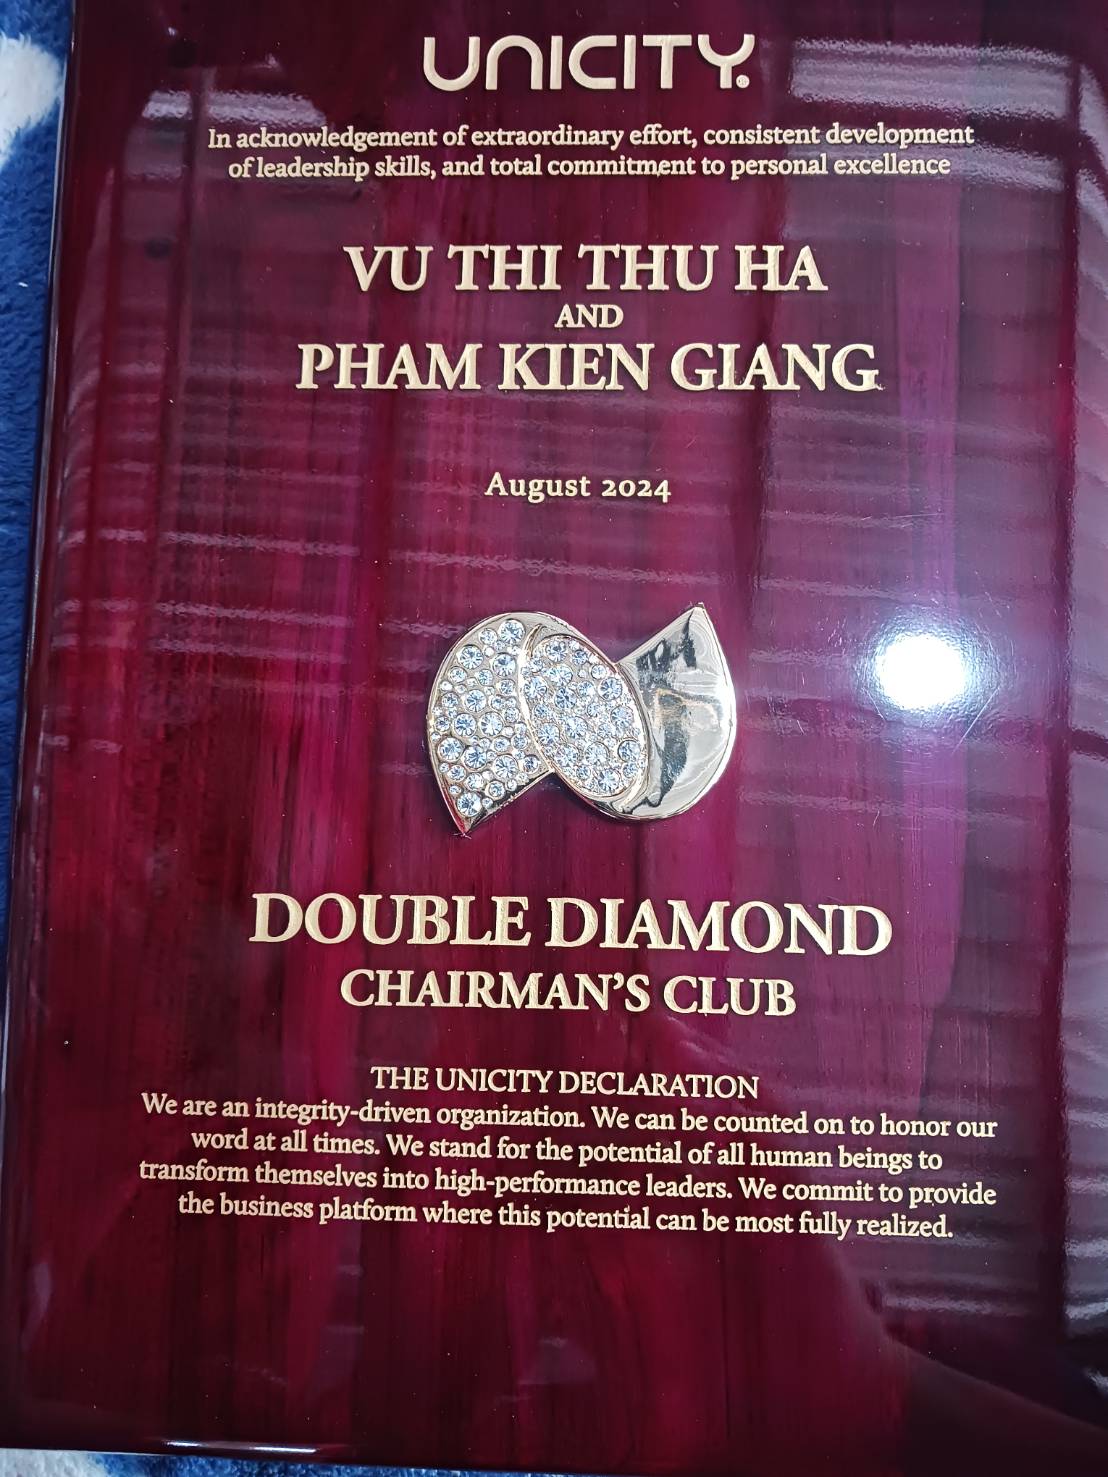 UNICITY®
In acknowledgement of extraordinary effort, consistent development
of leadership skills, and total commitment to personal excellence
VU THI THU HA
AND
PHAM KIEN GIANG
August 2024
DOUBLE DIAMOND
CHAIRMAN'S CLUB
THE UNICITY DECLARATION
We are an integrity-driven organization. We can be counted on to honor our
word at all times. We stand for the potential of all human beings to
transform themselves into high-performance leaders. We commit to provide
the business platform where this potential can be most fully realized.